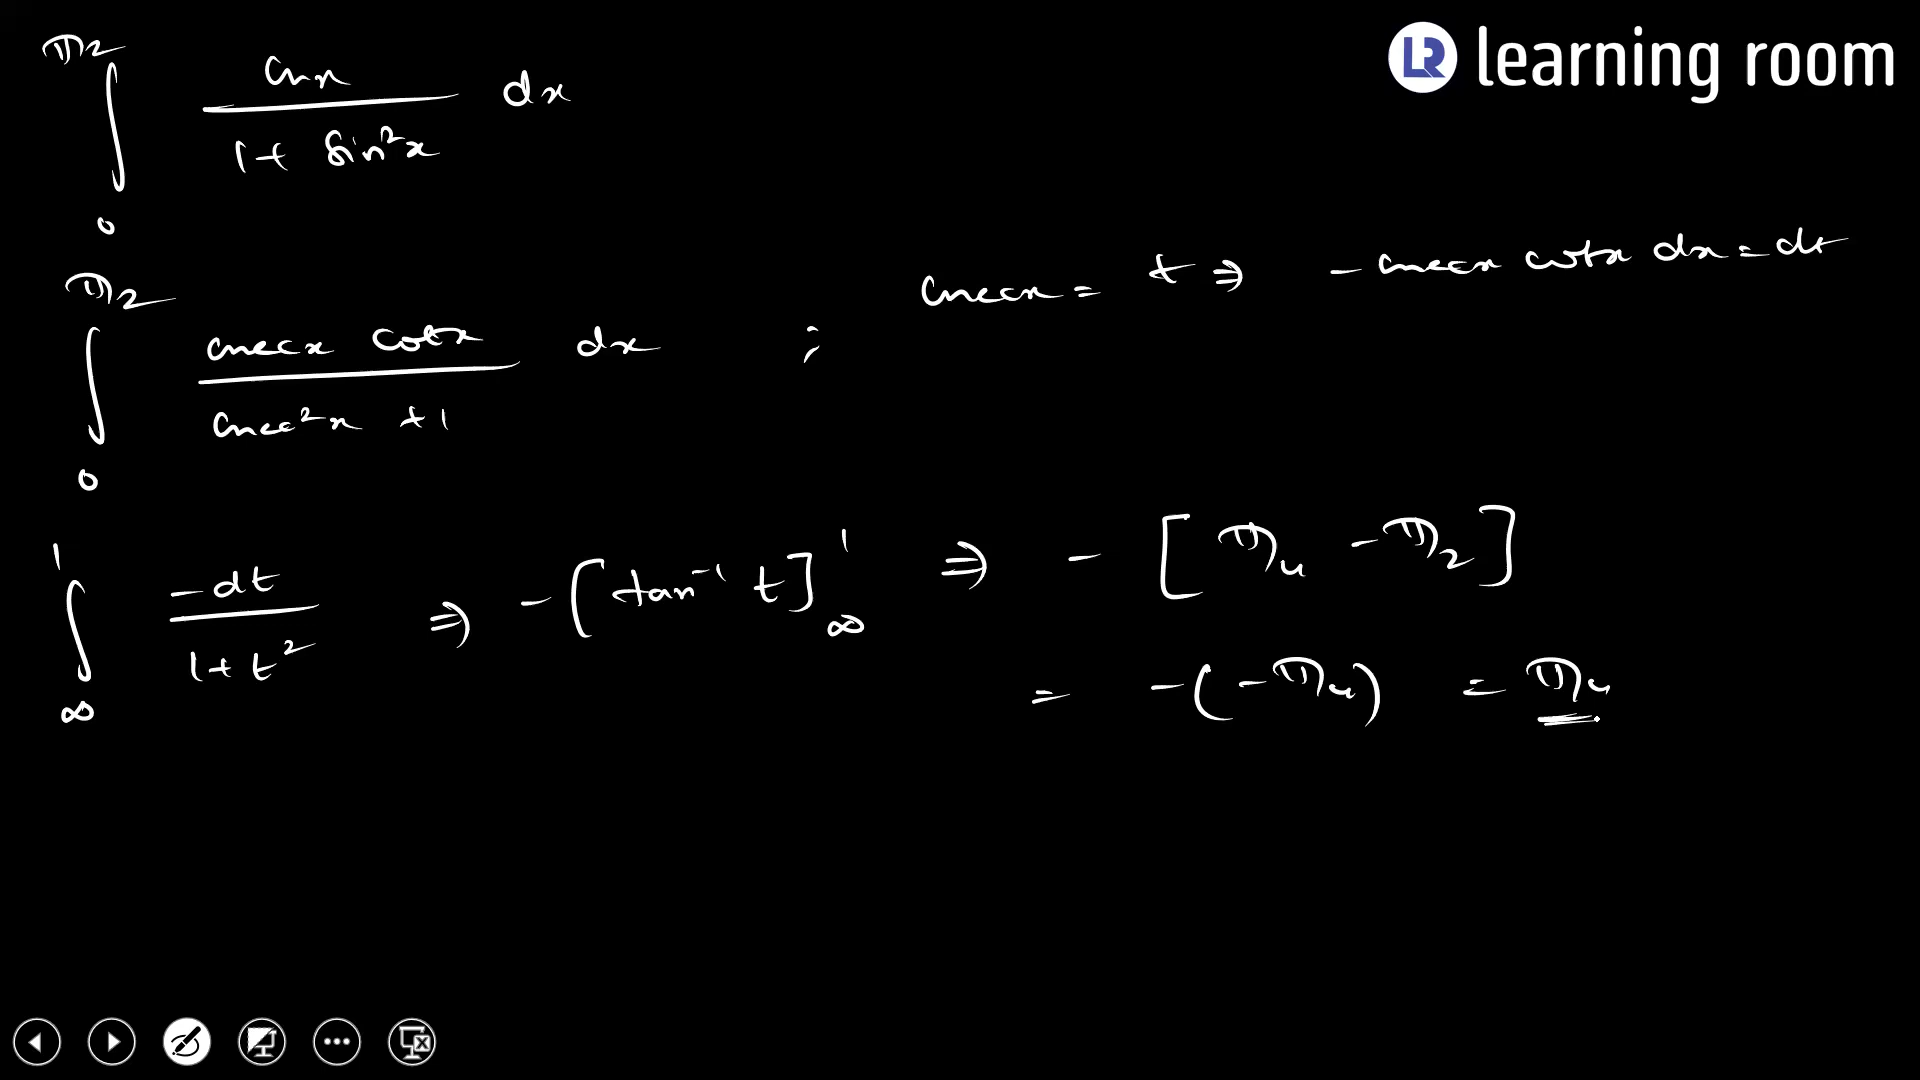 learning room
∫₀^{π/2} cos x / (1 + sin²x) dx
∫₀^{π/2} cosec x cot x / (cosec²x + 1) dx ; cosec x = t ⇒ - cosec x cot x dx = dt
∫_∞^1 -dt / (1 + t²) ⇒ -[tan⁻¹ t]_∞^1 ⇒ - [π/4 - π/2]
= -(-π/4) = π/4